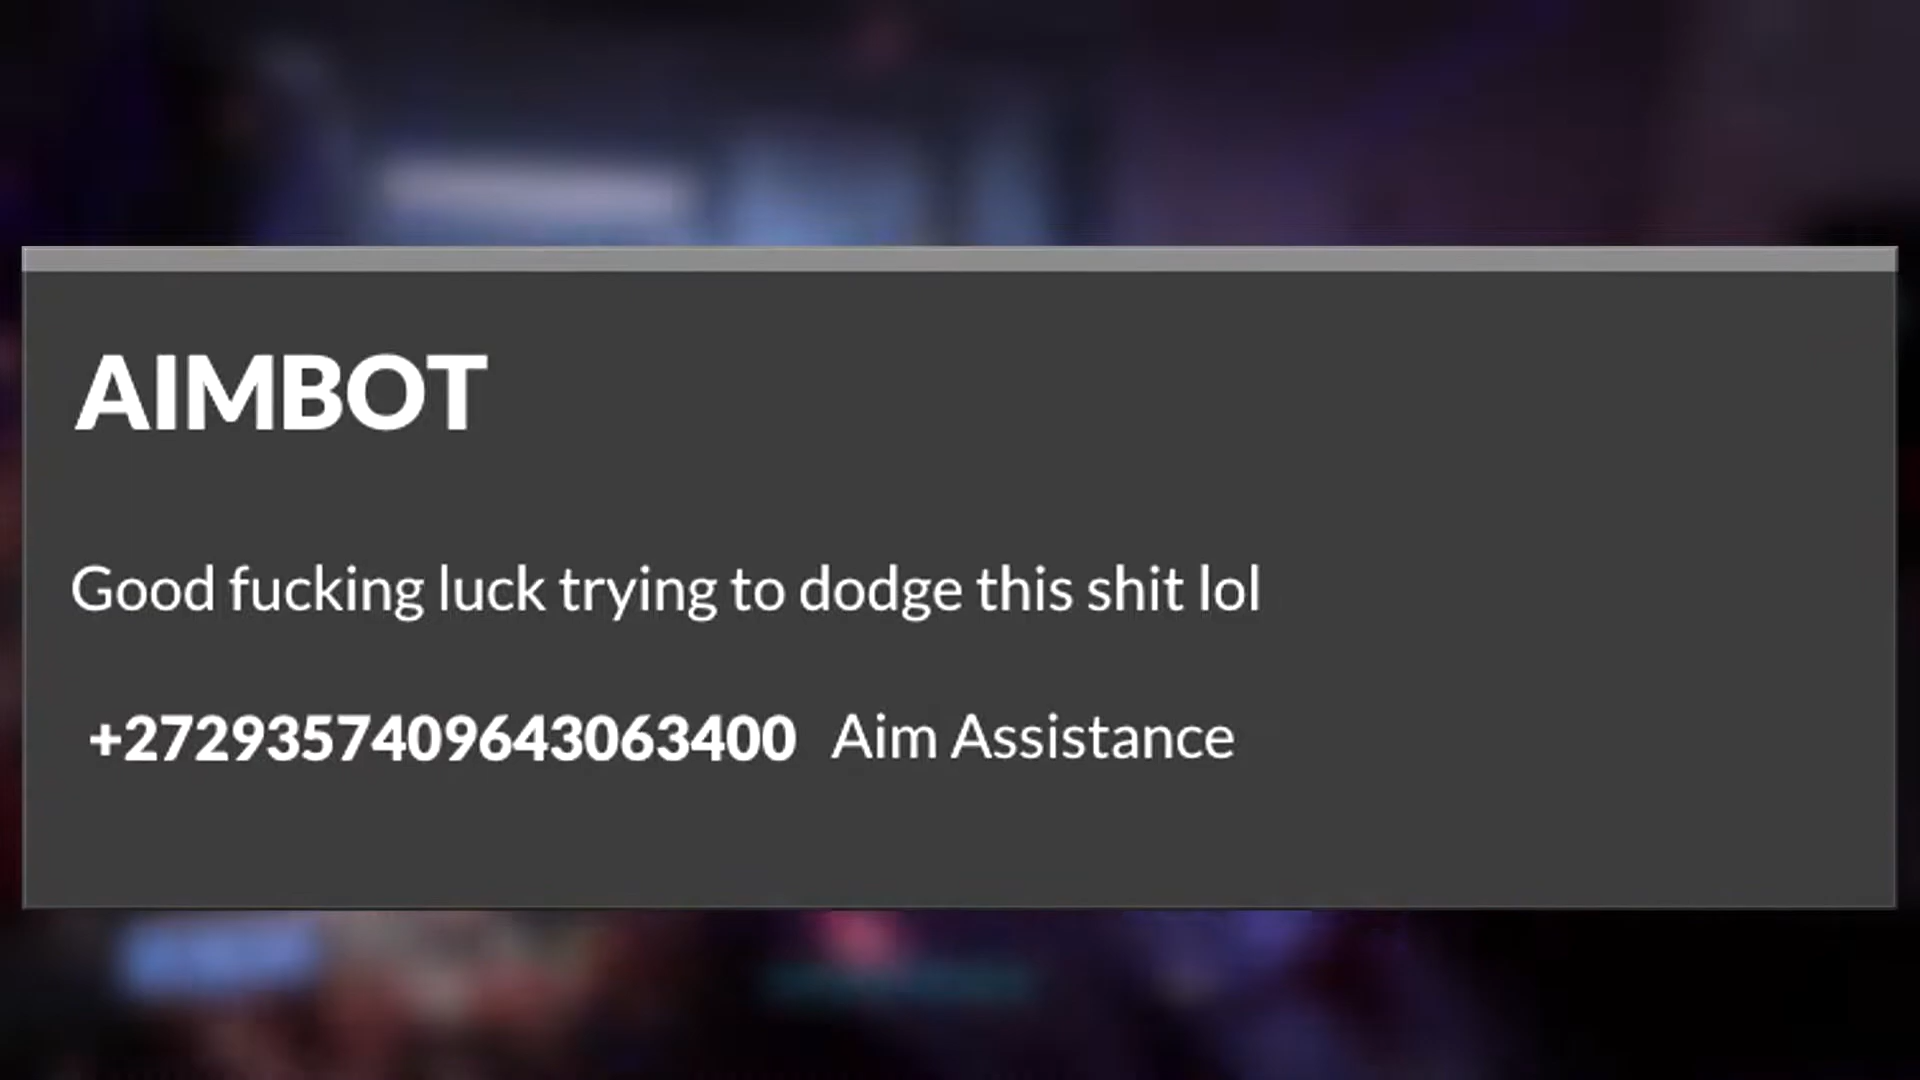 AIMBOT
Good fucking luck trying to dodge this shit lol
+2729357409643063400 Aim Assistance